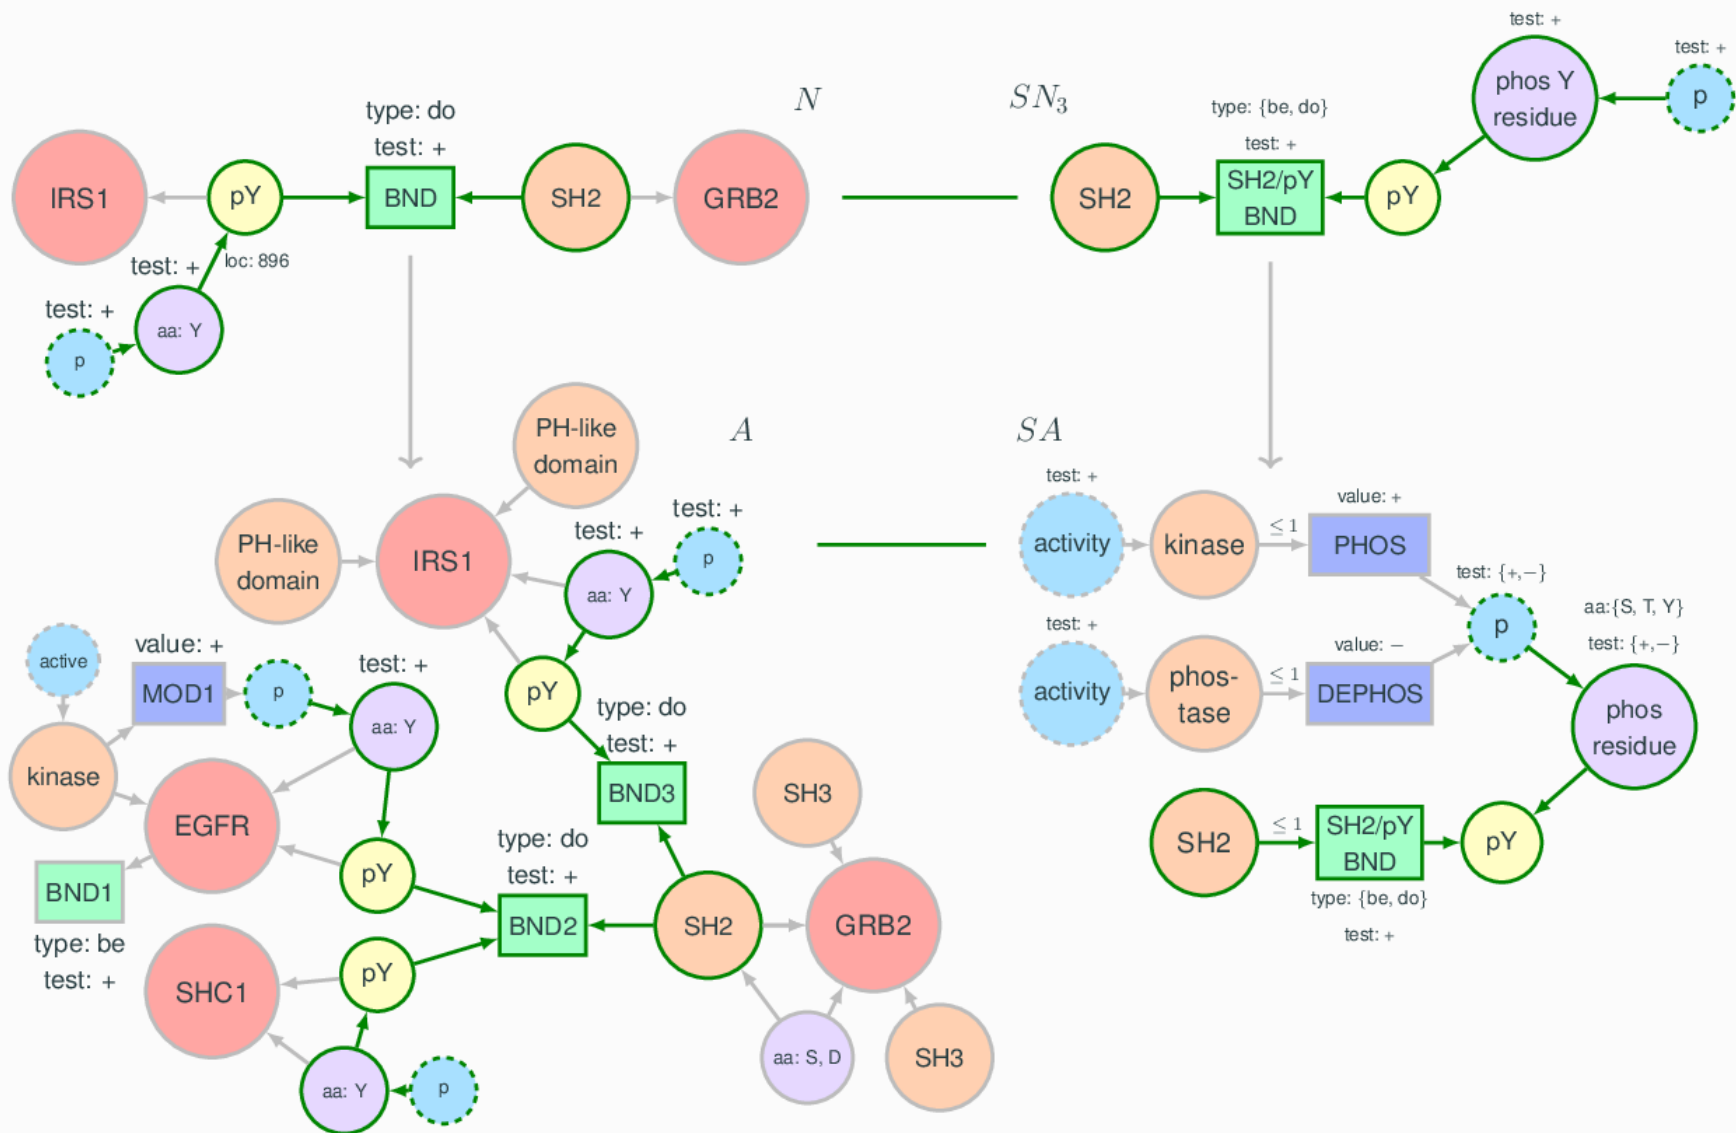 type: do
test: +
IRS1
pY
BND
SH2
GRB2
N
loc: 896
test: +
aa: Y
test: +
p
SN3
type: {be, do}
test: +
SH2
SH2/pY
BND
pY
test: +
phos Y
residue
test: +
p
A
PH-like
domain
PH-like
domain
IRS1
test: +
aa: Y
test: +
p
pY
type: do
test: +
BND3
active
value: +
MOD1
p
test: +
aa: Y
kinase
EGFR
BND1
type: be
test: +
pY
type: do
test: +
BND2
SH2
SH3
GRB2
SHC1
pY
aa: Y
p
aa: S, D
SH3
SA
test: +
activity
kinase
≤ 1
value: +
PHOS
test: {+,−}
p
aa:{S, T, Y}
test: {+,−}
phos
residue
test: +
activity
phos-
tase
≤ 1
value: −
DEPHOS
SH2
≤ 1
SH2/pY
BND
pY
type: {be, do}
test: +